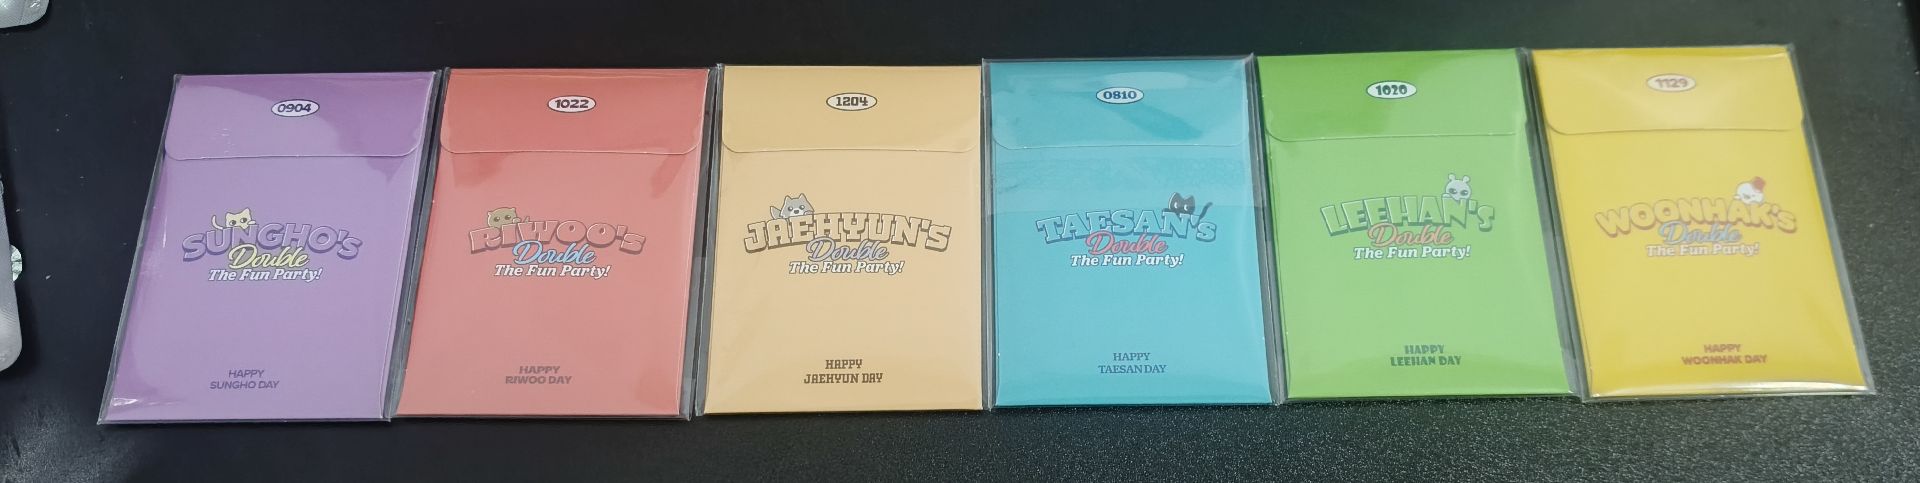 0904
SUNGHO'S
Double
The Fun Party!
HAPPY
SUNGHO DAY
1022
RIWOO'S
Double
The Fun Party!
HAPPY
RIWOO DAY
1204
JAEHYUN'S
Double
The Fun Party!
HAPPY
JAEHYUN DAY
0810
TAESAN'S
Double
The Fun Party!
HAPPY
TAESAN DAY
1020
LEEHAN'S
Double
The Fun Party!
HAPPY
LEEHAN DAY
1129
WOONHAK'S
Double
The Fun Party!
HAPPY
WOONHAK DAY